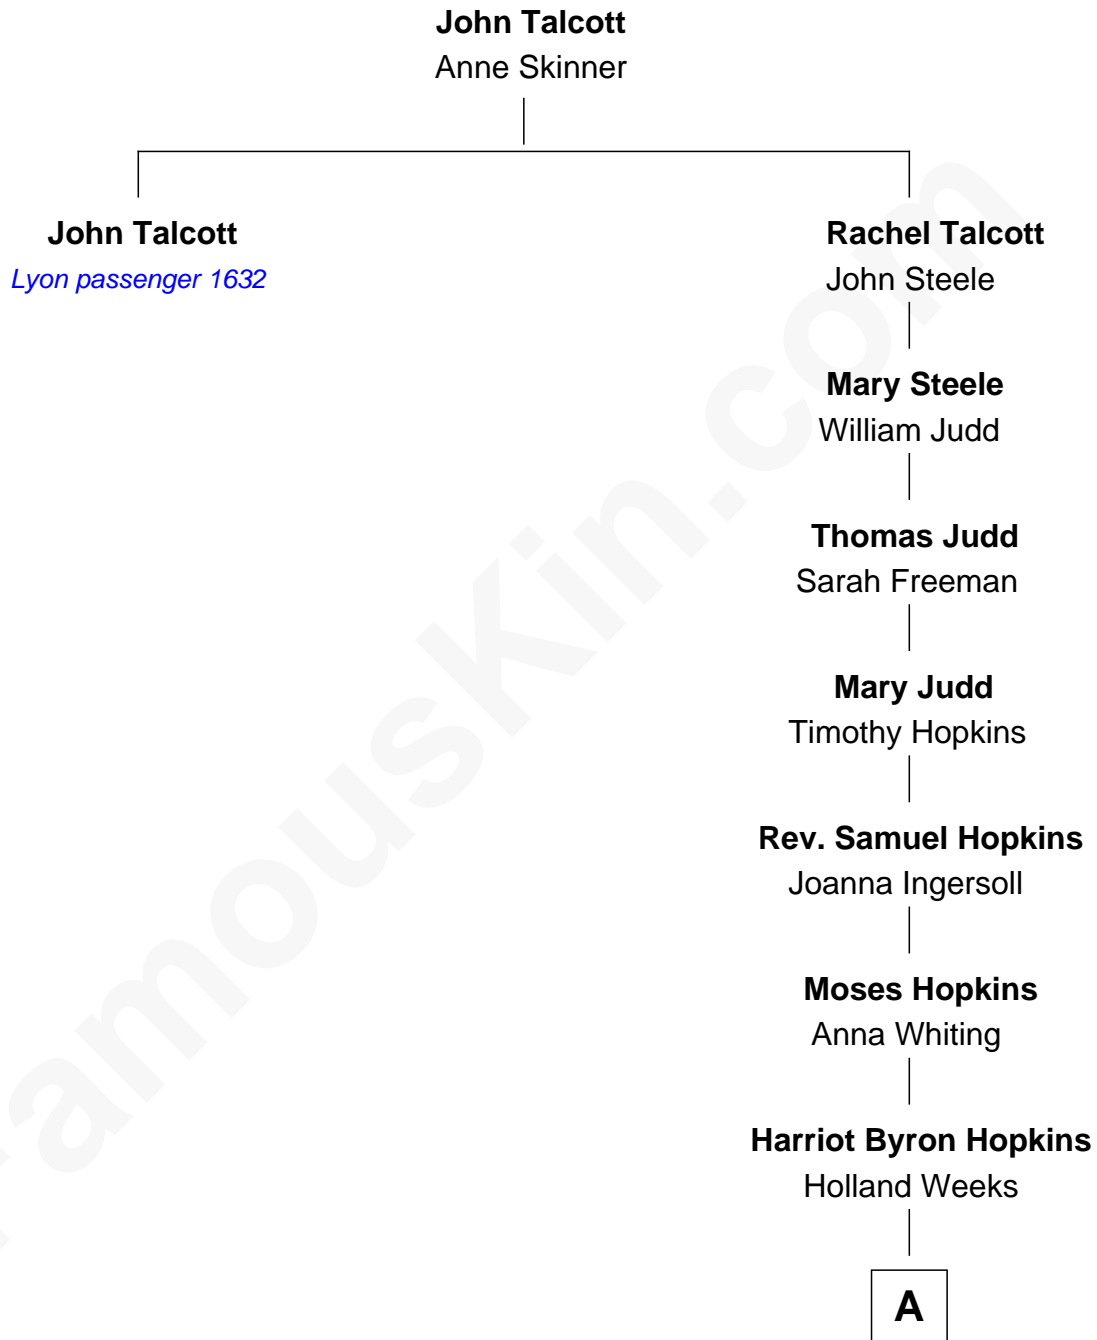 John Talcott
Anne Skinner
John Talcott
Lyon passenger 1632
Rachel Talcott
John Steele
Mary Steele
William Judd
Thomas Judd
Sarah Freeman
Mary Judd
Timothy Hopkins
Rev. Samuel Hopkins
Joanna Ingersoll
Moses Hopkins
Anna Whiting
Harriot Byron Hopkins
Holland Weeks
A
FamousKin.com